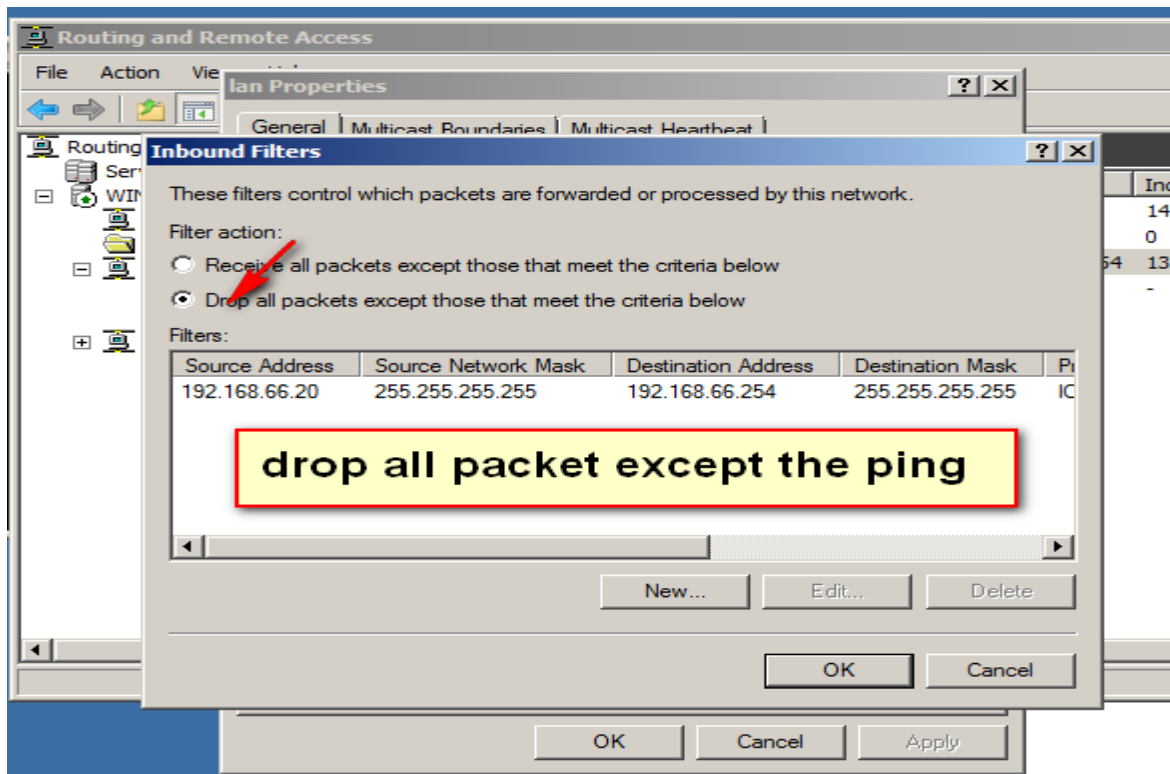 Routing and Remote Access
File Action Vie
lan Properties
General Multicast Boundaries Multicast Heartbeat
Routing
Inbound Filters
Ser
WIN
These filters control which packets are forwarded or processed by this network.
Filter action:
Receive all packets except those that meet the criteria below
Drop all packets except those that meet the criteria below
Filters:
Source Address Source Network Mask Destination Address Destination Mask
192.168.66.20 255.255.255.255 192.168.66.254 255.255.255.255 IC
drop all packet except the ping
New... Edit... Delete
OK Cancel
OK Cancel Apply
Inc
14
0
54 13
-